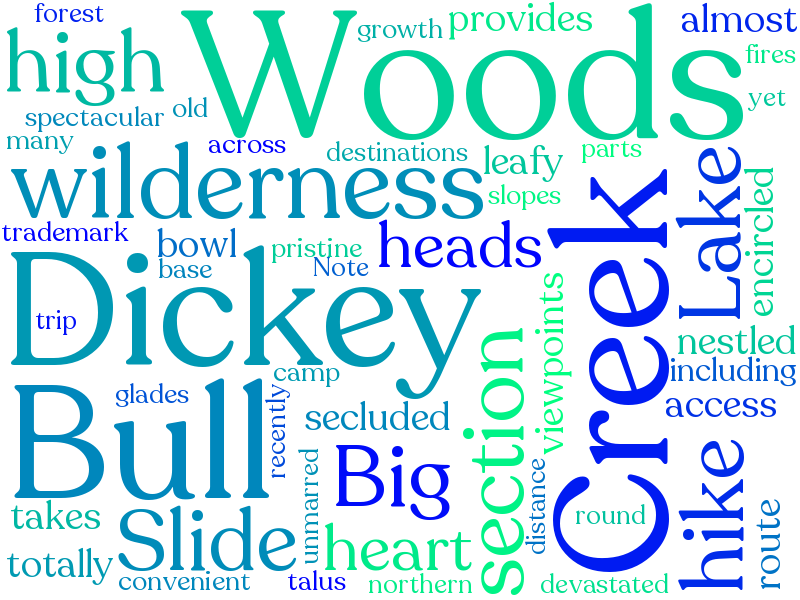 forest
growth
provides
almost
high
Woods
fires
spectacular
old
yet
many
across
destinations
leafy
parts
wilderness
slopes
Creek
Lake
encircled
trademark
bowl
pristine
heads
base
Note
Dickey
trip
viewpoints
nestled
camp
including
glades
Bull
recently
secluded
section
access
Big
hike
takes
Slide
unmarred
heart
distance
round
route
totally
convenient
talus
northern
devastated